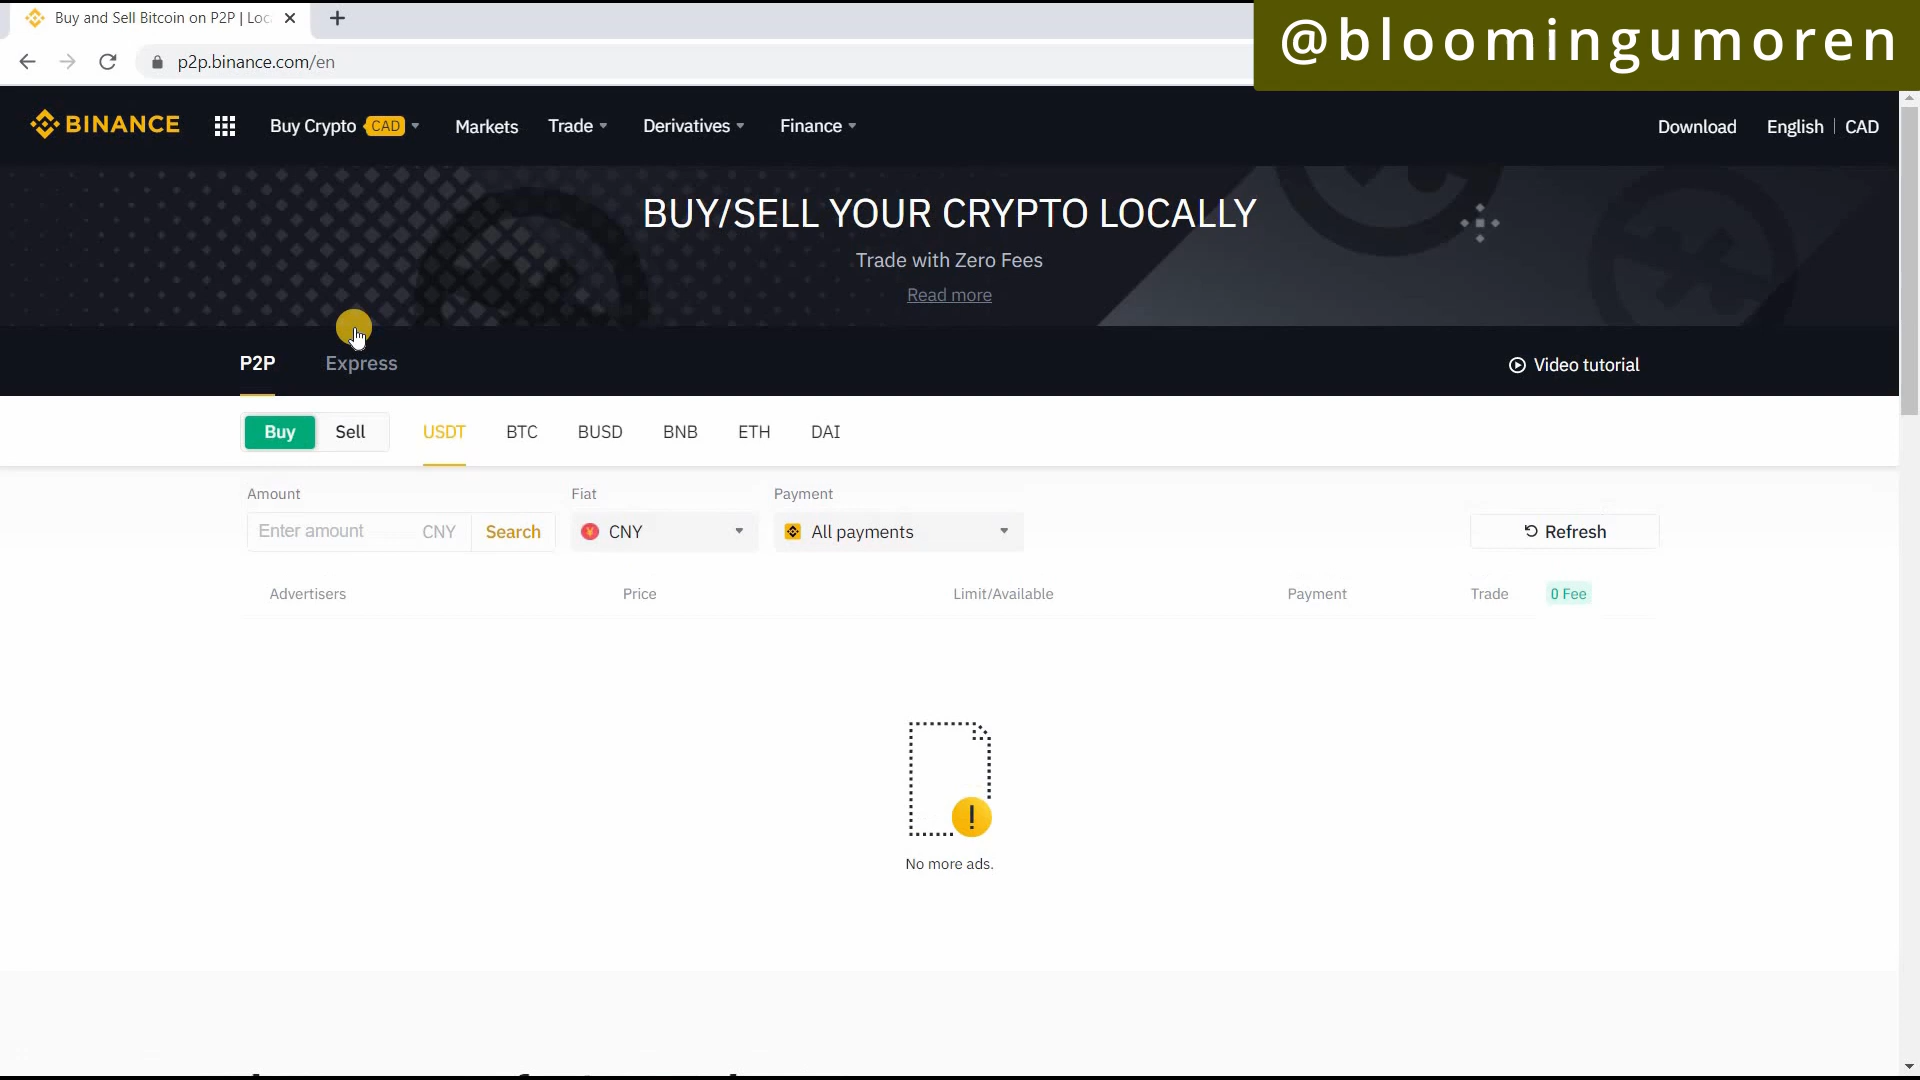 Buy and Sell Bitcoin on P2P | Loc
@bloomingumoren
p2p.binance.com/en
BINANCE Buy Crypto CAD Markets Trade Derivatives Finance Download English CAD
BUY/SELL YOUR CRYPTO LOCALLY
Trade with Zero Fees
Read more
P2P Express Video tutorial
Buy Sell USDT BTC BUSD BNB ETH DAI
Amount Fiat Payment
Enter amount CNY Search ¥ CNY All payments Refresh
Advertisers Price Limit/Available Payment Trade 0 Fee
!
No more ads.